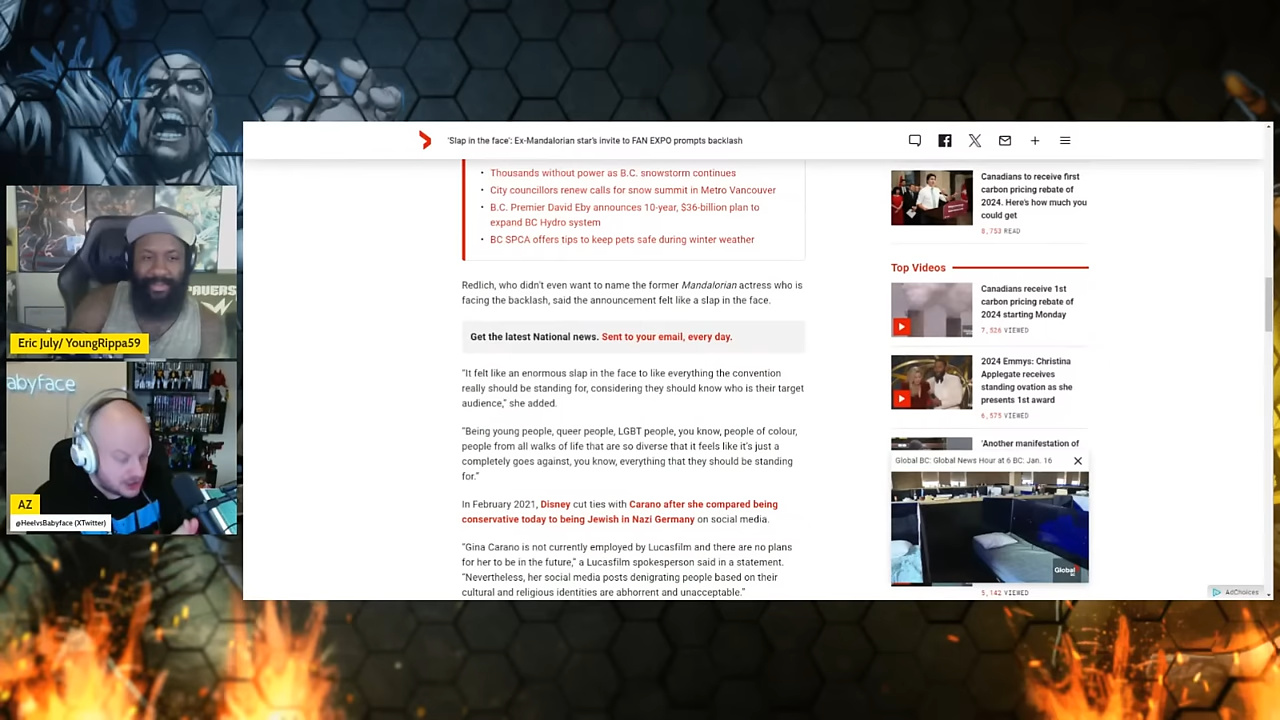 'Slap in the face': Ex-Mandalorian star's invite to FAN EXPO prompts backlash
• Thousands without power as B.C. snowstorm continues
• City councillors renew calls for snow summit in Metro Vancouver
• B.C. Premier David Eby announces 10-year, $36-billion plan to
expand BC Hydro system
• BC SPCA offers tips to keep pets safe during winter weather
Redlich, who didn't even want to name the former Mandalorian actress who is
facing the backlash, said the announcement felt like a slap in the face.
Get the latest National news. Sent to your email, every day.
"It felt like an enormous slap in the face to like everything the convention
really should be standing for, considering they should know who is their target
audience," she added.
"Being young people, queer people, LGBT people, you know, people of colour,
people from all walks of life that are so diverse that it feels like it's just a
completely goes against, you know, everything that they should be standing
for."
In February 2021, Disney cut ties with Carano after she compared being
conservative today to being Jewish in Nazi Germany on social media.
"Gina Carano is not currently employed by Lucasfilm and there are no plans
for her to be in the future," a Lucasfilm spokesperson said in a statement.
"Nevertheless, her social media posts denigrating people based on their
cultural and religious identities are abhorrent and unacceptable."
Canadians to receive first
carbon pricing rebate of
2024. Here's how much you
could get
8,753 READ
Top Videos
Canadians receive 1st
carbon pricing rebate of
2024 starting Monday
7,526 VIEWED
2024 Emmys: Christina
Applegate receives
standing ovation as she
presents 1st award
6,575 VIEWED
'Another manifestation of
Global BC: Global News Hour at 6 BC: Jan. 16
Global
BC
5,142 VIEWED
AdChoices
PAVERS
Eric July/ YoungRippa59
abyface
AZ
@HeelvsBabyface (XTwitter)